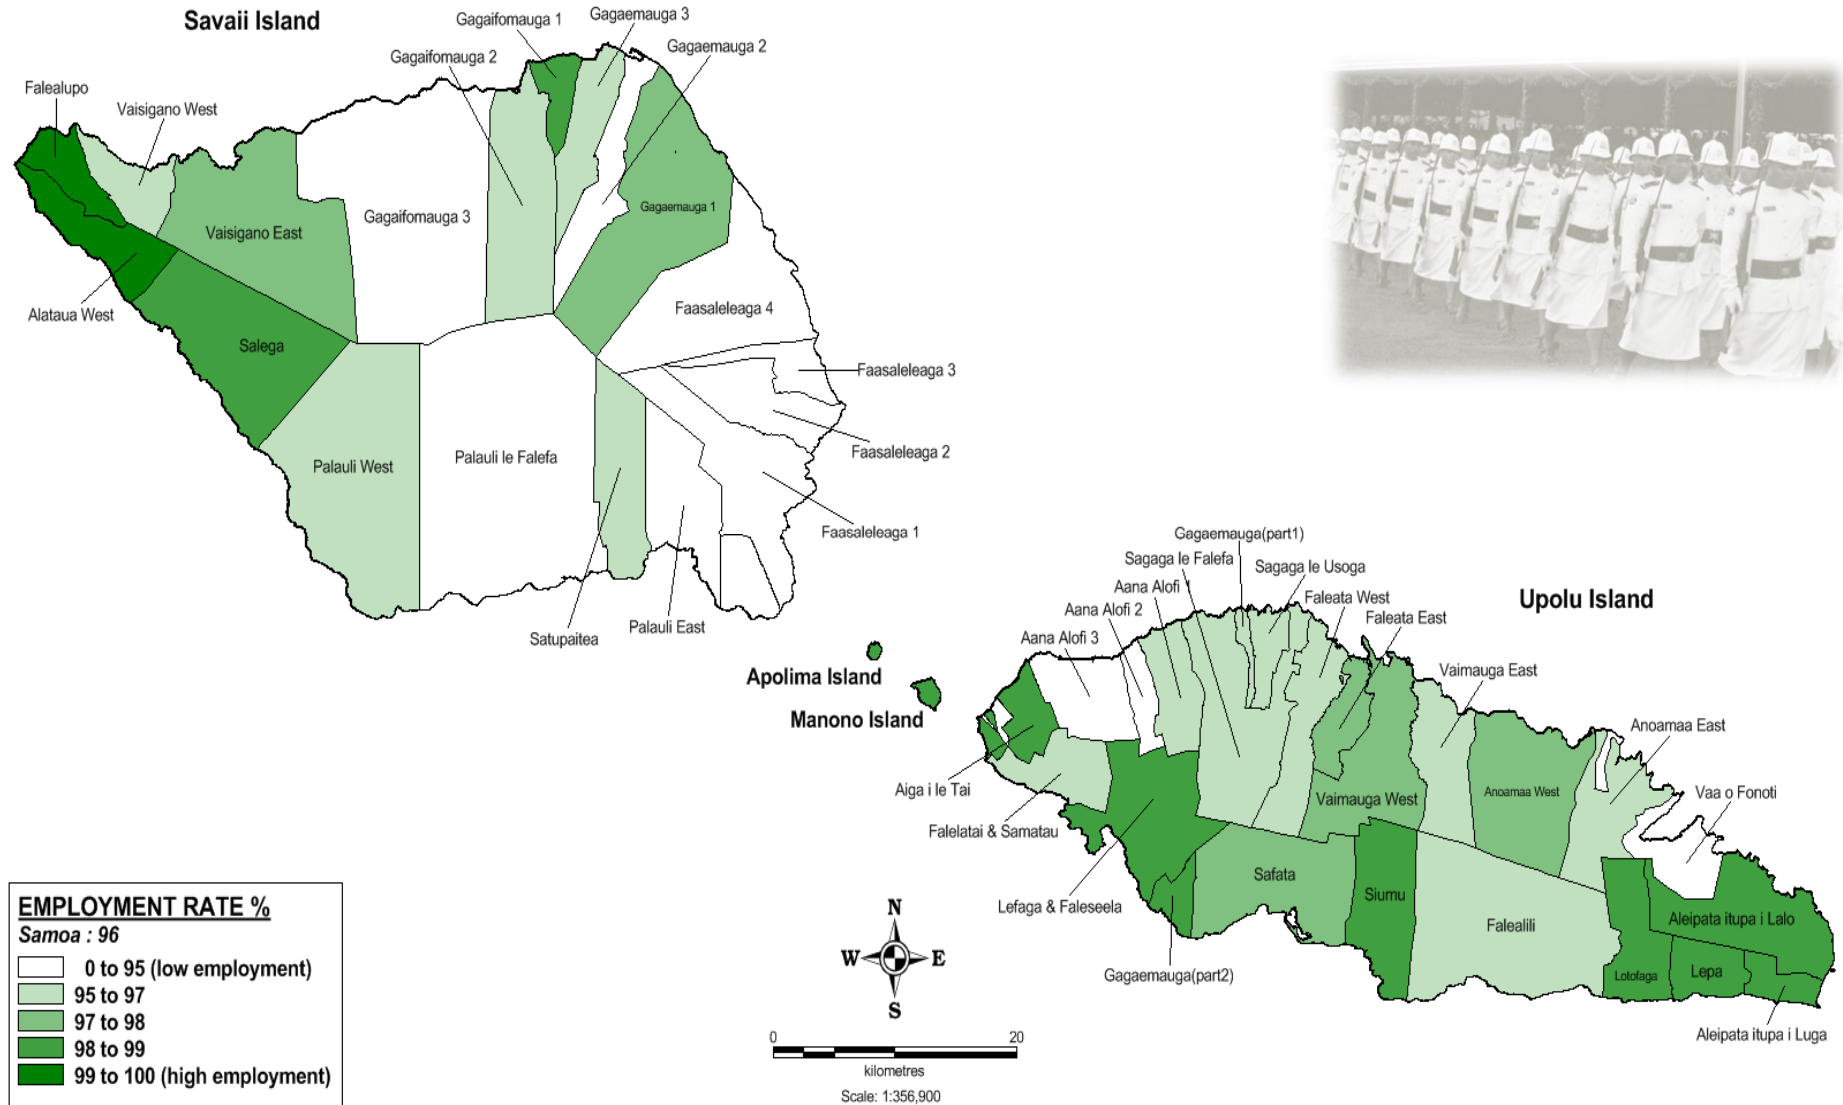 Savaii Island
Gagaifomauga 1
Gagaemauga 3
Gagaifomauga 2
Gagaemauga 2
Falealupo
Vaisigano West
Gagaemauga 1
Gagaifomauga 3
Vaisigano East
Alataua West
Faasaleleaga 4
Salega
Faasaleleaga 3
Palauli West
Palauli le Falefa
Faasaleleaga 2
Faasaleleaga 1
Satupaitea
Palauli East
Apolima Island
Manono Island
Upolu Island
Gagaemauga(part1)
Sagaga le Falefa
Sagaga le Usoga
Aana Alofi 1
Faleata West
Aana Alofi 2
Faleata East
Aana Alofi 3
Vaimauga East
Anoamaa East
Aiga i le Tai
Vaimauga West
Anoamaa West
Vaa o Fonoti
Falelatai & Samatau
Safata
Siumu
Lefaga & Faleseela
Falealili
Aleipata itupa i Lalo
Gagaemauga(part2)
Lotofaga
Lepa
Aleipata itupa i Luga
EMPLOYMENT RATE %
Samoa : 96
0 to 95 (low employment)
95 to 97
97 to 98
98 to 99
99 to 100 (high employment)
N
W E
S
0 20
kilometres
Scale: 1:356,900